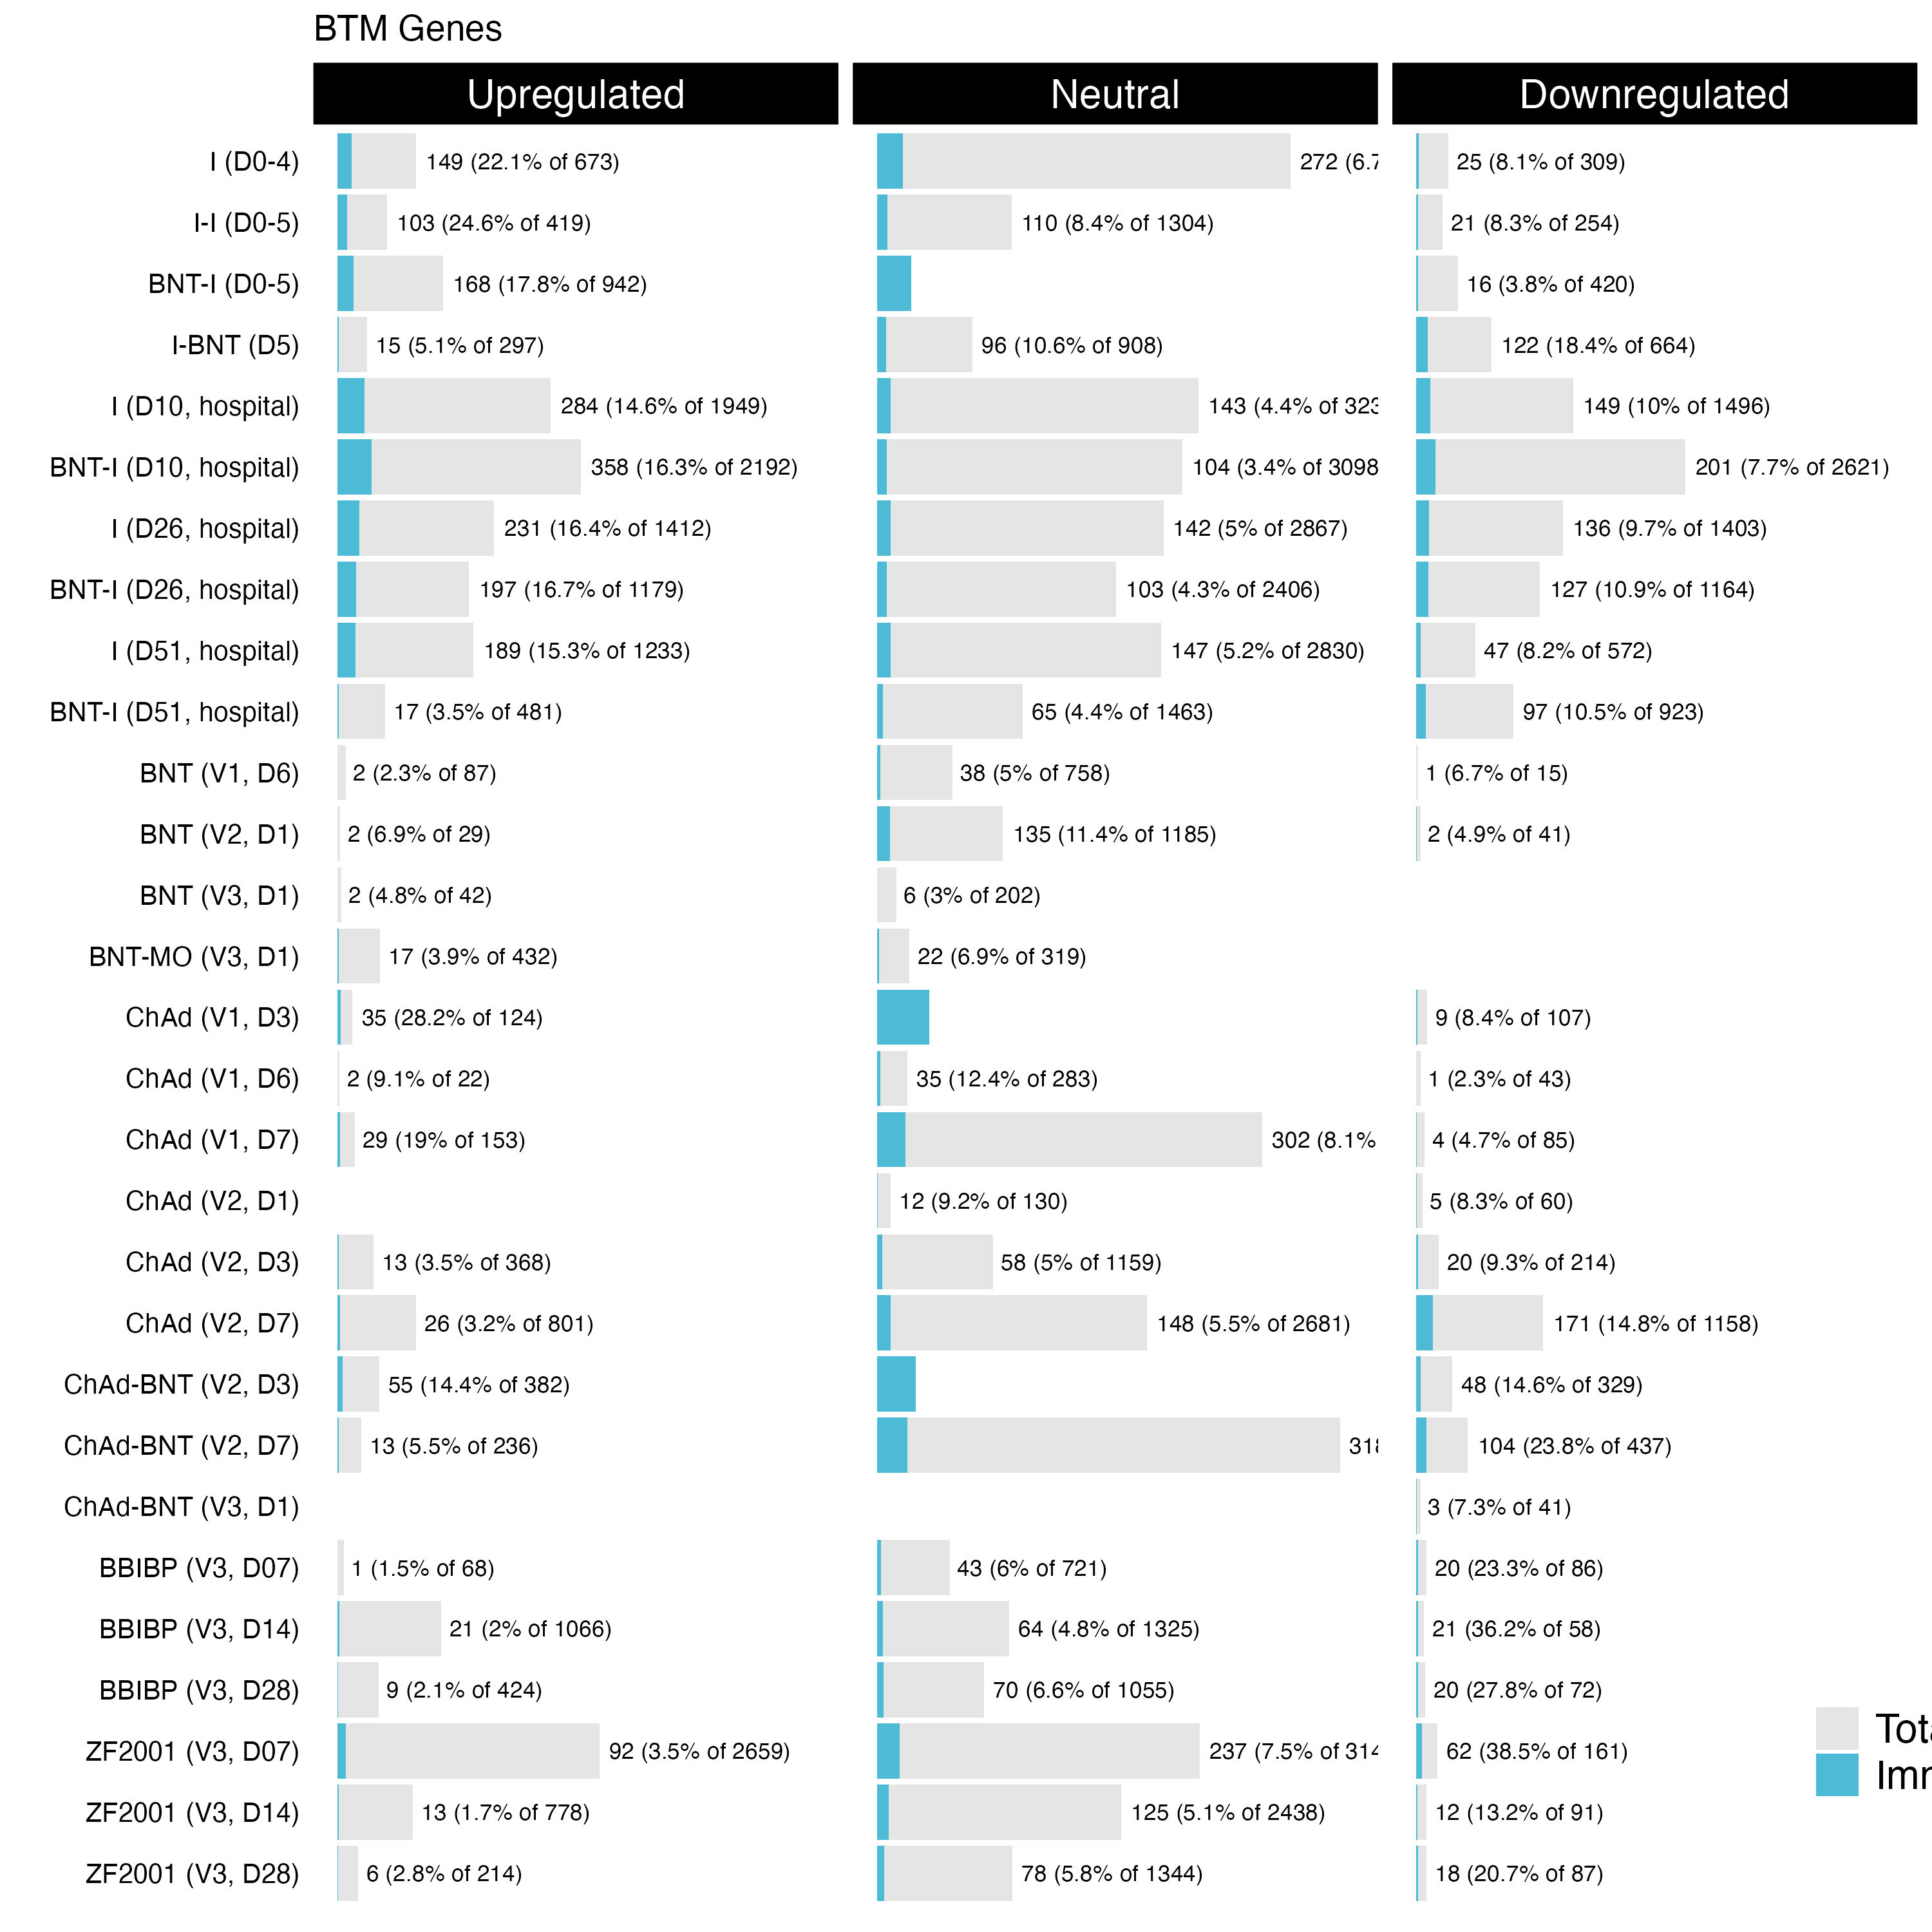 BTM Genes
Upregulated Neutral Downregulated
I (D0-4) 149 (22.1% of 673) 272 (6.7 25 (8.1% of 309)
I-I (D0-5) 103 (24.6% of 419) 110 (8.4% of 1304) 21 (8.3% of 254)
BNT-I (D0-5) 168 (17.8% of 942) 16 (3.8% of 420)
I-BNT (D5) 15 (5.1% of 297) 96 (10.6% of 908) 122 (18.4% of 664)
I (D10, hospital) 284 (14.6% of 1949) 143 (4.4% of 323 149 (10% of 1496)
BNT-I (D10, hospital) 358 (16.3% of 2192) 104 (3.4% of 3098 201 (7.7% of 2621)
I (D26, hospital) 231 (16.4% of 1412) 142 (5% of 2867) 136 (9.7% of 1403)
BNT-I (D26, hospital) 197 (16.7% of 1179) 103 (4.3% of 2406) 127 (10.9% of 1164)
I (D51, hospital) 189 (15.3% of 1233) 147 (5.2% of 2830) 47 (8.2% of 572)
BNT-I (D51, hospital) 17 (3.5% of 481) 65 (4.4% of 1463) 97 (10.5% of 923)
BNT (V1, D6) 2 (2.3% of 87) 38 (5% of 758) 1 (6.7% of 15)
BNT (V2, D1) 2 (6.9% of 29) 135 (11.4% of 1185) 2 (4.9% of 41)
BNT (V3, D1) 2 (4.8% of 42) 6 (3% of 202)
BNT-MO (V3, D1) 17 (3.9% of 432) 22 (6.9% of 319)
ChAd (V1, D3) 35 (28.2% of 124) 9 (8.4% of 107)
ChAd (V1, D6) 2 (9.1% of 22) 35 (12.4% of 283) 1 (2.3% of 43)
ChAd (V1, D7) 29 (19% of 153) 302 (8.1% 4 (4.7% of 85)
ChAd (V2, D1) 12 (9.2% of 130) 5 (8.3% of 60)
ChAd (V2, D3) 13 (3.5% of 368) 58 (5% of 1159) 20 (9.3% of 214)
ChAd (V2, D7) 26 (3.2% of 801) 148 (5.5% of 2681) 171 (14.8% of 1158)
ChAd-BNT (V2, D3) 55 (14.4% of 382) 48 (14.6% of 329)
ChAd-BNT (V2, D7) 13 (5.5% of 236) 318 104 (23.8% of 437)
ChAd-BNT (V3, D1) 3 (7.3% of 41)
BBIBP (V3, D07) 1 (1.5% of 68) 43 (6% of 721) 20 (23.3% of 86)
BBIBP (V3, D14) 21 (2% of 1066) 64 (4.8% of 1325) 21 (36.2% of 58)
BBIBP (V3, D28) 9 (2.1% of 424) 70 (6.6% of 1055) 20 (27.8% of 72)
ZF2001 (V3, D07) 92 (3.5% of 2659) 237 (7.5% of 314 62 (38.5% of 161)
ZF2001 (V3, D14) 13 (1.7% of 778) 125 (5.1% of 2438) 12 (13.2% of 91)
ZF2001 (V3, D28) 6 (2.8% of 214) 78 (5.8% of 1344) 18 (20.7% of 87)